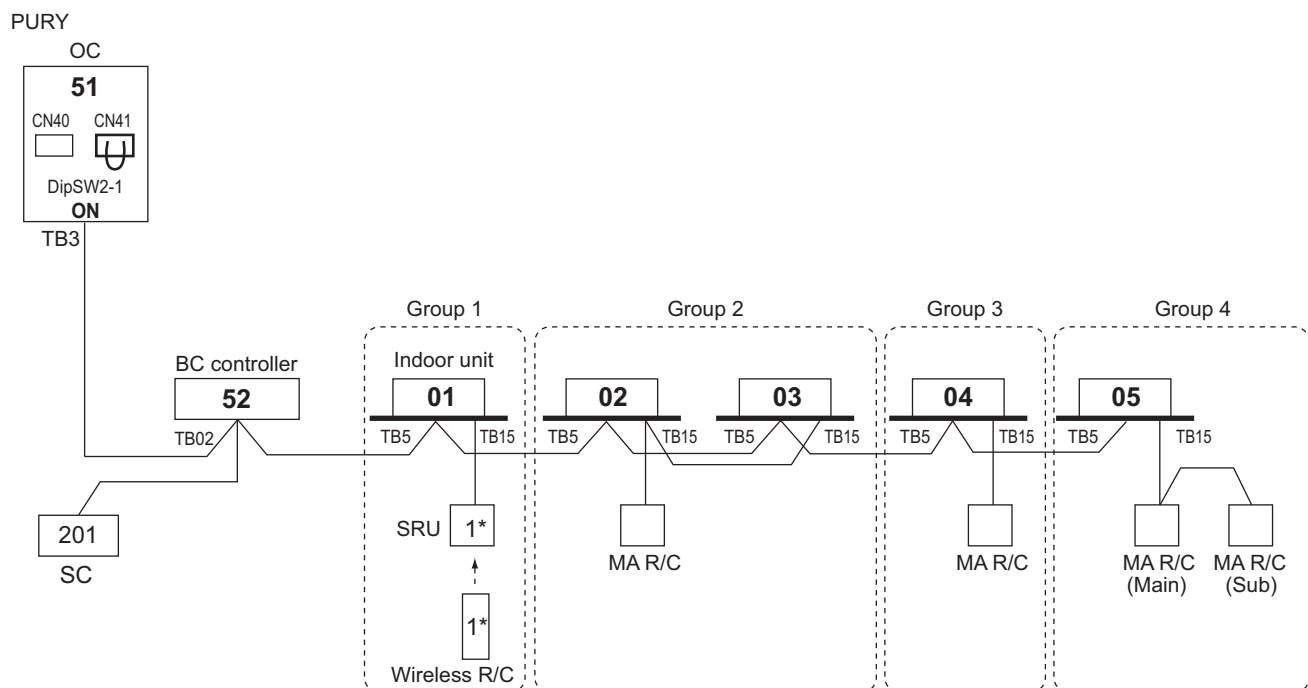 PURY
OC
51
CN40 CN41
DipSW2-1
ON
TB3
Group 1 Group 2 Group 3 Group 4
BC controller Indoor unit
52 01 02 03 04 05
TB02 TB5 TB15 TB5 TB15 TB5 TB15 TB5 TB15 TB5 TB15
201
SC
SRU 1*
MA R/C MA R/C MA R/C MA R/C
(Main) (Sub)
1*
Wireless R/C